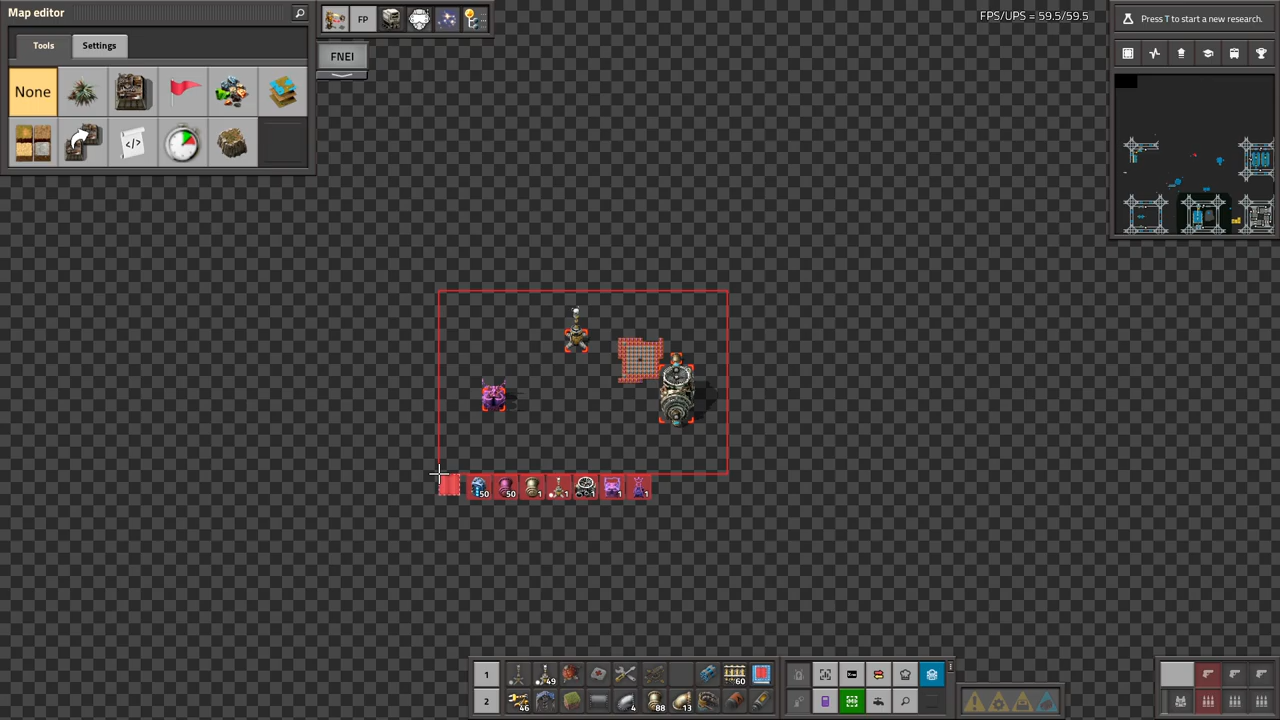 Map editor
FP
FPS/UPS = 59.5/59.5
Press T to start a new research.
Tools
Settings
FNEI
None
</>
50
50
1
1
1
1
1
1
49
60
2
46
4
88
13